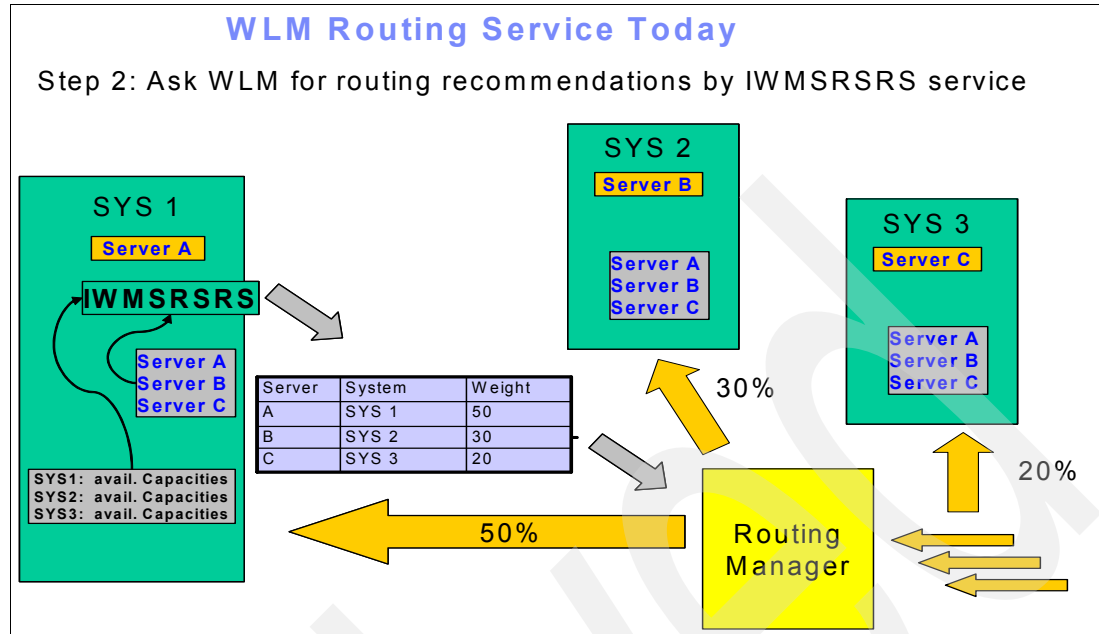 WLM Routing Service Today
Step 2: Ask WLM for routing recommendations by IWMSRSRS service
SYS 1
Server A
IWMSRSRS
Server A
Server B
Server C
SYS1: avail. Capacities
SYS2: avail. Capacities
SYS3: avail. Capacities
Server System Weight
A SYS 1 50
B SYS 2 30
C SYS 3 20
SYS 2
Server B
Server A
Server B
Server C
SYS 3
Server C
Server A
Server B
Server C
30%
20%
50%
Routing
Manager